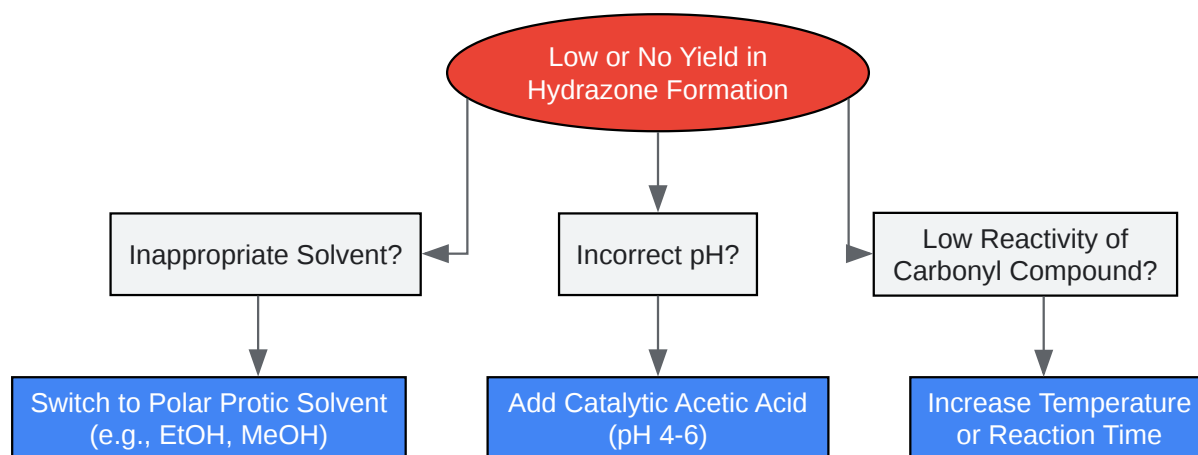 Low or No Yield in
Hydrazone Formation
Inappropriate Solvent?
Incorrect pH?
Low Reactivity of
Carbonyl Compound?
Switch to Polar Protic Solvent
(e.g., EtOH, MeOH)
Add Catalytic Acetic Acid
(pH 4-6)
Increase Temperature
or Reaction Time